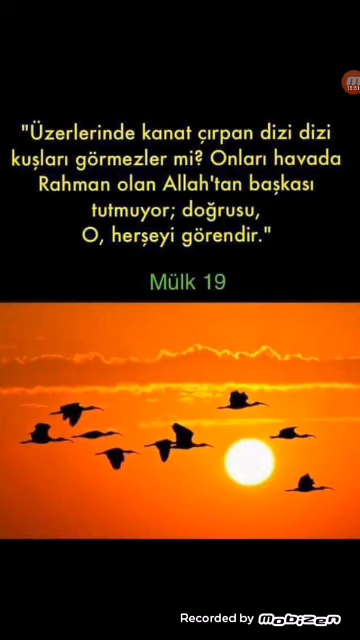 "Üzerlerinde kanat çırpan dizi dizi
kuşları görmezler mi? Onları havada
Rahman olan Allah'tan başkası
tutmuyor; doğrusu,
O, herşeyi görendir."
Mülk 19
Recorded by mobizen